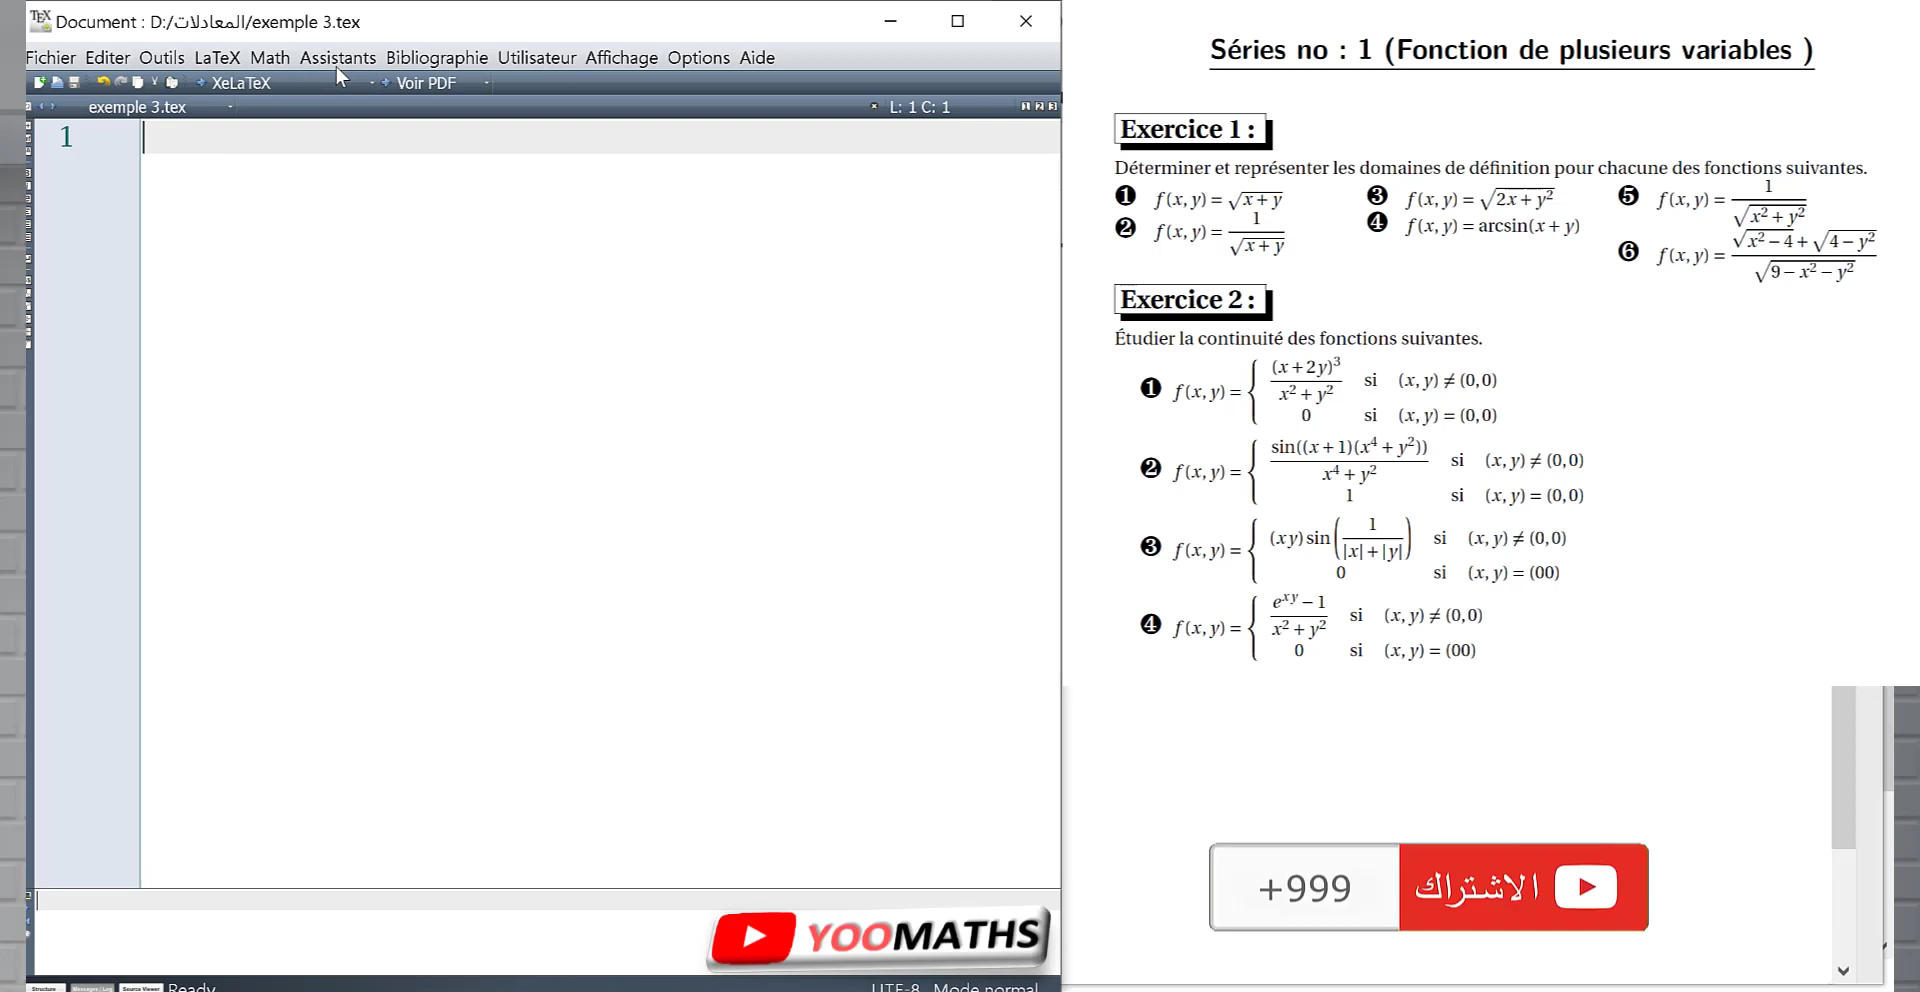 Document : D:/المعادلات/exemple 3.tex
Fichier Editer Outils LaTeX Math Assistants Bibliographie Utilisateur Affichage Options Aide
XeLaTeX Voir PDF
exemple 3.tex L: 1 C: 1
1
Séries no : 1 (Fonction de plusieurs variables )
Exercice 1 :
Déterminer et représenter les domaines de définition pour chacune des fonctions suivantes.
❶ f(x, y) = √(x + y)
❷ f(x, y) = 1/√(x + y)
❸ f(x, y) = √(2x + y²)
❹ f(x, y) = arcsin(x + y)
❺ f(x, y) = 1/√(x² + y²)
❻ f(x, y) = (√(x² − 4) + √(4 − y²))/√(9 − x² − y²)
Exercice 2 :
Étudier la continuité des fonctions suivantes.
❶ f(x, y) = { (x + 2y)³/(x² + y²) si (x, y) ≠ (0,0)
0 si (x, y) = (0,0)
❷ f(x, y) = { sin((x + 1)(x⁴ + y²))/(x⁴ + y²) si (x, y) ≠ (0,0)
1 si (x, y) = (0,0)
❸ f(x, y) = { (xy) sin(1/(|x| + |y|)) si (x, y) ≠ (0,0)
0 si (x, y) = (00)
❹ f(x, y) = { (e^{xy} − 1)/(x² + y²) si (x, y) ≠ (0,0)
0 si (x, y) = (00)
+999 الاشتراك
YOOMATHS
Structure Messages / Log Source Viewer Ready UTF-8 Mode normal